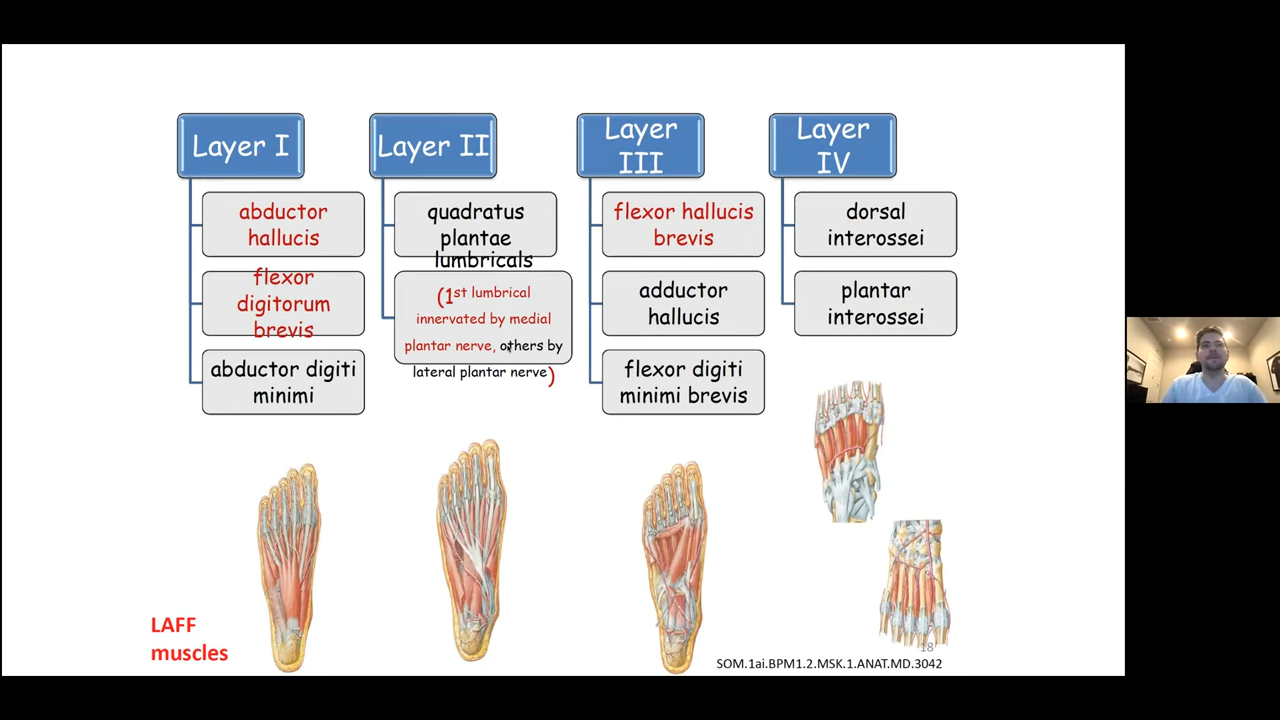 Layer I
abductor
hallucis
flexor
digitorum
brevis
abductor digiti
minimi
Layer II
quadratus
plantae
lumbricals
(1st lumbrical
innervated by medial
plantar nerve, others by
lateral plantar nerve)
Layer
III
flexor hallucis
brevis
adductor
hallucis
flexor digiti
minimi brevis
Layer
IV
dorsal
interossei
plantar
interossei
LAFF
muscles
18
SOM.1ai.BPM1.2.MSK.1.ANAT.MD.3042